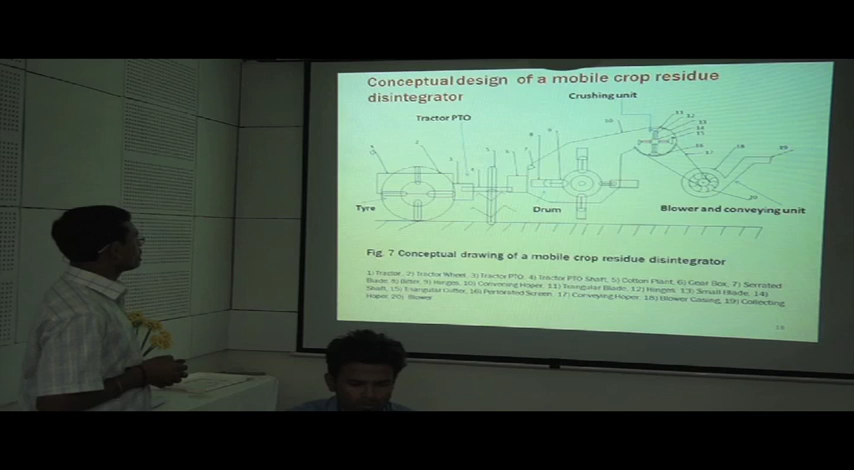 Conceptual design of a mobile crop residue
disintegrator
Crushing unit
Tractor PTO
Tyre
Drum
Blower and conveying unit
Fig. 7 Conceptual drawing of a mobile crop residue disintegrator
1) Tractor, 2) Tractor Wheel, 3) Tractor PTO, 4) Tractor PTO Shaft, 5) Cotton Plant, 6) Gear Box, 7) Serrated
Blade, 8) Bitter, 9) Hinges, 10) Conveying Hoper, 11) Triangular Blade, 12) Hinges, 13) Small Blade, 14)
Shaft, 15) Triangular Cutter, 16) Perforated Screen, 17) Conveying Hoper, 18) Blower Casing, 19) Collecting
Hoper, 20) Blower